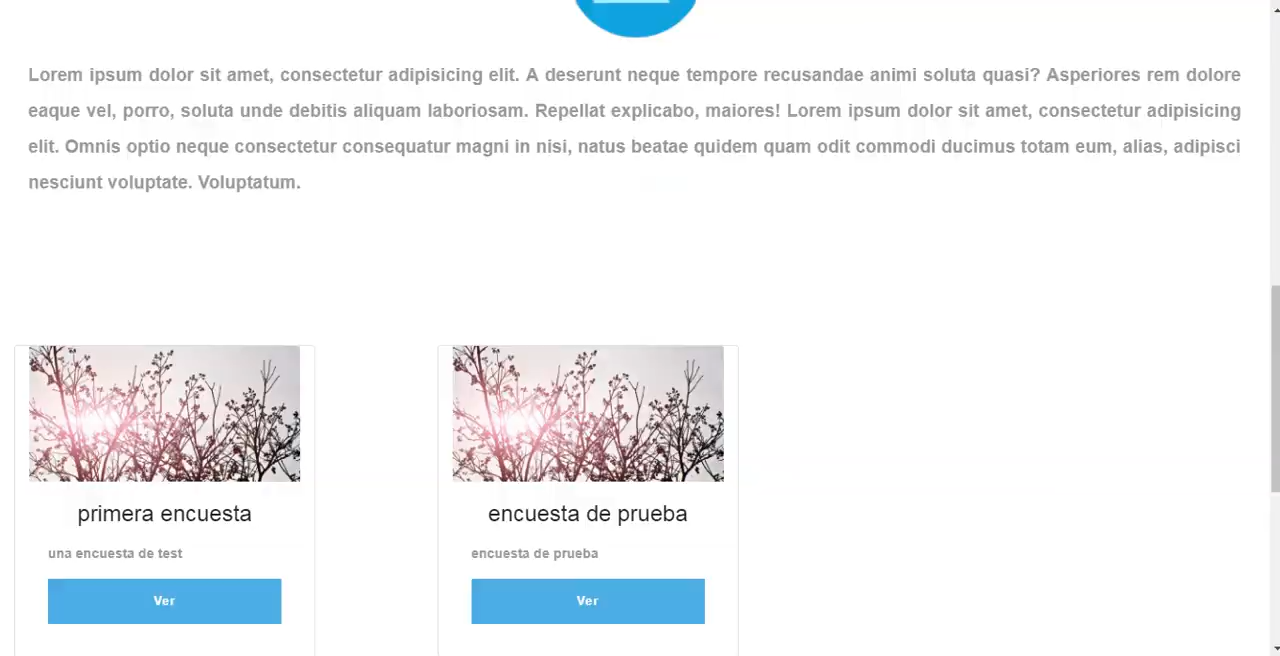 Lorem ipsum dolor sit amet, consectetur adipisicing elit. A deserunt neque tempore recusandae animi soluta quasi? Asperiores rem dolore
eaque vel, porro, soluta unde debitis aliquam laboriosam. Repellat explicabo, maiores! Lorem ipsum dolor sit amet, consectetur adipisicing
elit. Omnis optio neque consectetur consequatur magni in nisi, natus beatae quidem quam odit commodi ducimus totam eum, alias, adipisci
nesciunt voluptate. Voluptatum.
primera encuesta
una encuesta de test
Ver
encuesta de prueba
encuesta de prueba
Ver